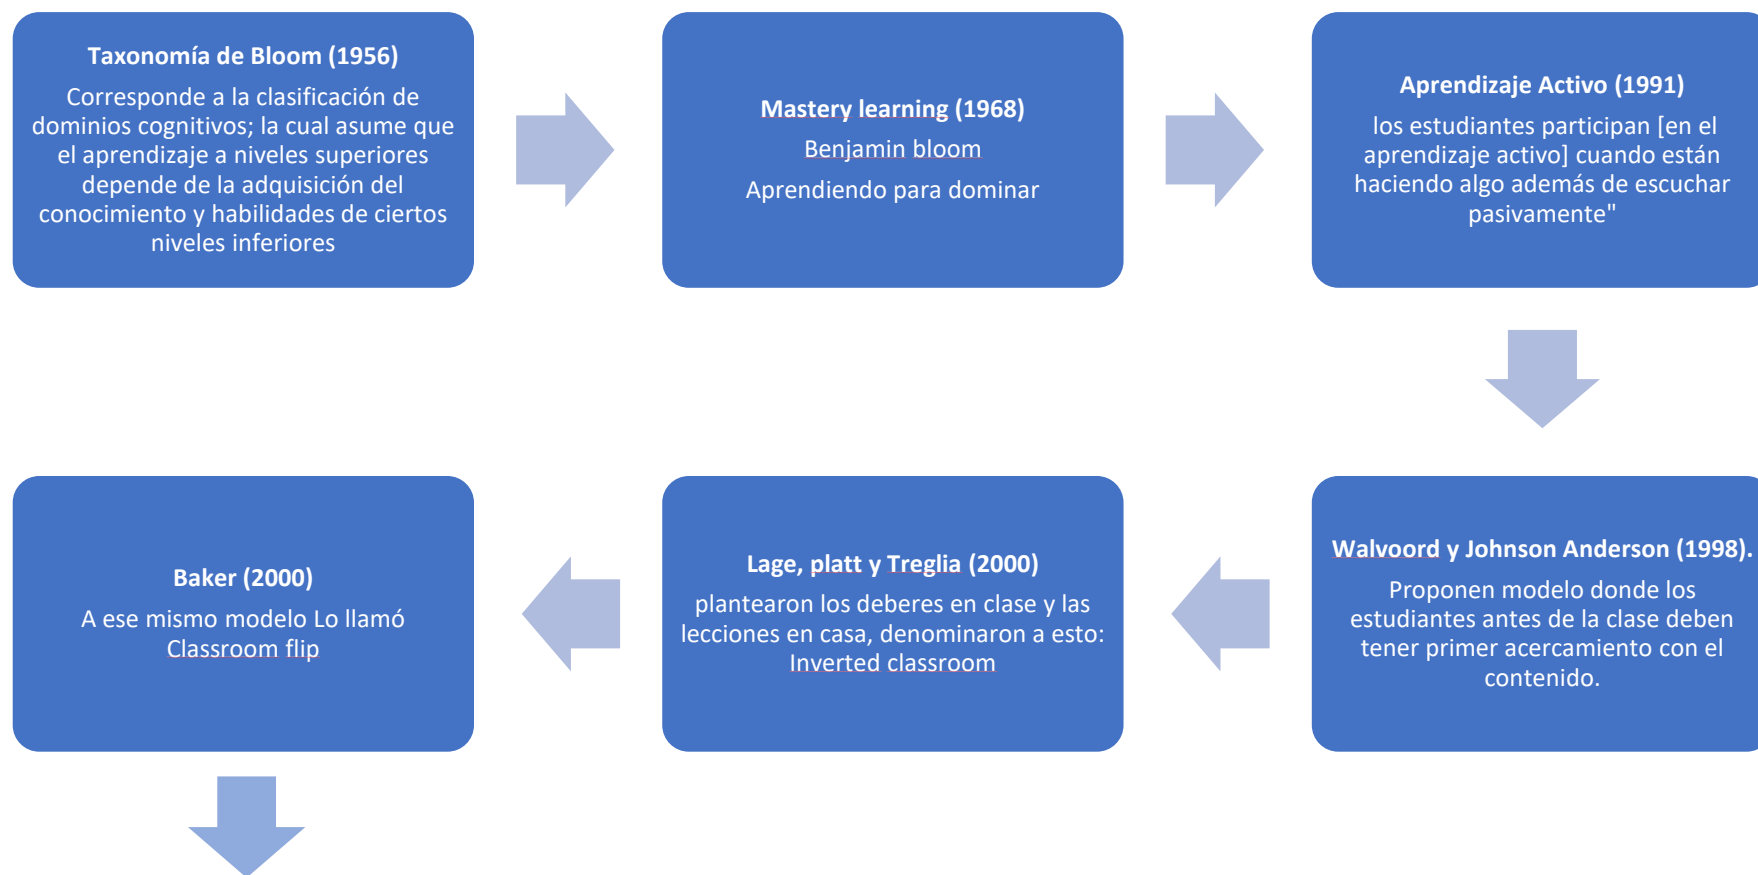 Taxonomía de Bloom (1956)
Corresponde a la clasificación de
dominios cognitivos; la cual asume que
el aprendizaje a niveles superiores
depende de la adquisición del
conocimiento y habilidades de ciertos
niveles inferiores
Mastery learning (1968)
Benjamin bloom
Aprendiendo para dominar
Aprendizaje Activo (1991)
los estudiantes participan [en el
aprendizaje activo] cuando están
haciendo algo además de escuchar
pasivamente"
Walvoord y Johnson Anderson (1998).
Proponen modelo donde los
estudiantes antes de la clase deben
tener primer acercamiento con el
contenido.
Lage, platt y Treglia (2000)
plantearon los deberes en clase y las
lecciones en casa, denominaron a esto:
Inverted classroom
Baker (2000)
A ese mismo modelo Lo llamó
Classroom flip